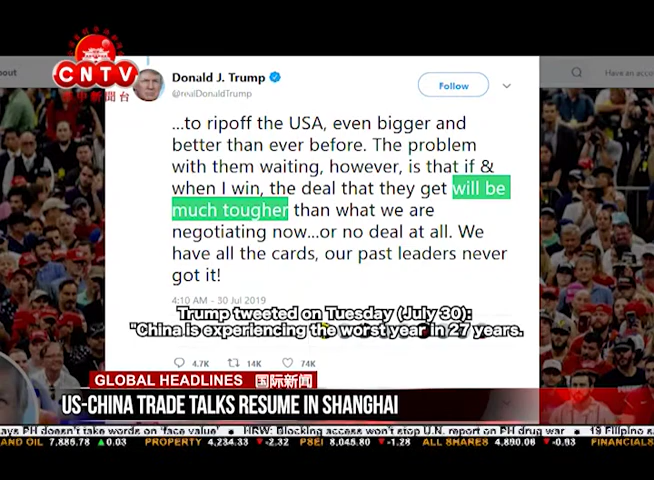 CNTV
Donald J. Trump
@realDonaldTrump
Follow
...to ripoff the USA, even bigger and
better than ever before. The problem
with them waiting, however, is that if &
when I win, the deal that they get will be
much tougher than what we are
negotiating now...or no deal at all. We
have all the cards, our past leaders never
got it!
4:10 AM - 30 Jul 2019
Trump tweeted on Tuesday (July 30):
"China is experiencing the worst year in 27 years.
4.7K 14K 74K
GLOBAL HEADLINES 国际新闻
US-CHINA TRADE TALKS RESUME IN SHANGHAI
ays PH doesn't take words on 'face value' • HRW: Blocking access won't stop U.N. report on PH drug war • 19 Filipino s
AND OIL 7,885.78 ▲0.03 PROPERTY 4,234.33 ▼-2.32 PSEI 8,045.80 ▼-1.28 ALL SHARES 4,890.06 ▼-0.93 FINANCIALS